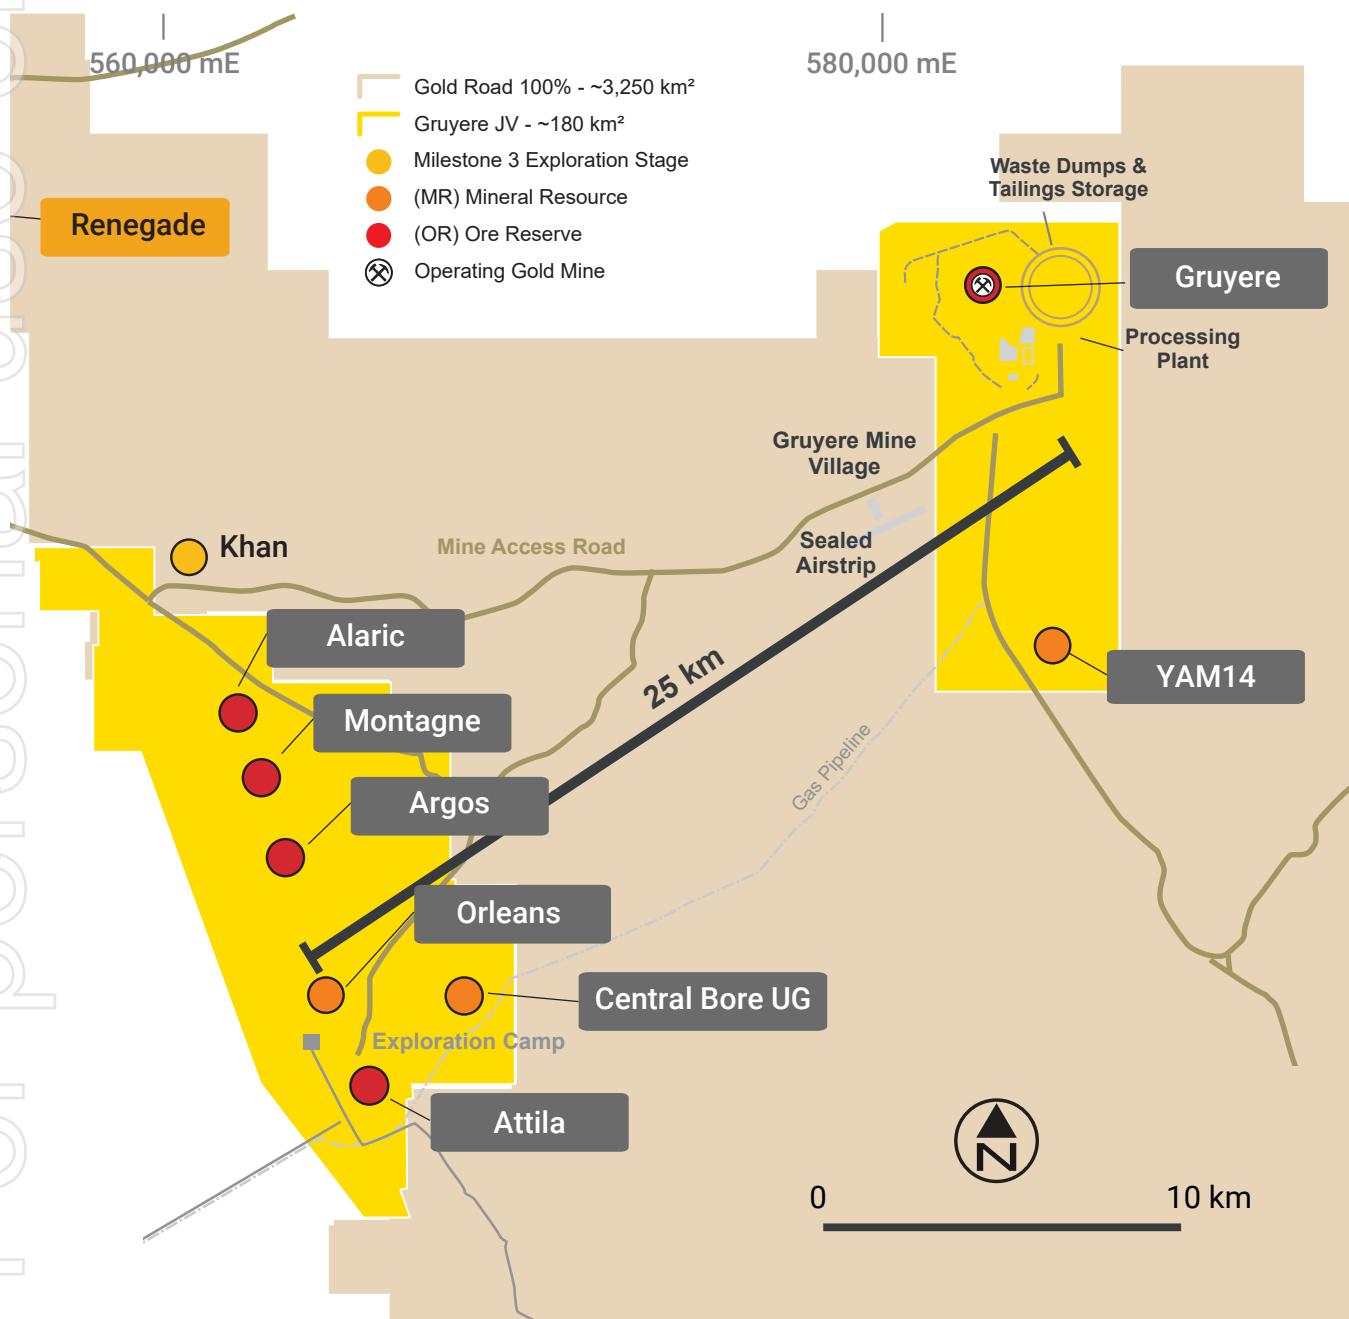 560,000 mE
580,000 mE
Gold Road 100% - ~3,250 km²
Gruyere JV - ~180 km²
Milestone 3 Exploration Stage
(MR) Mineral Resource
(OR) Ore Reserve
Operating Gold Mine
Waste Dumps &
Tailings Storage
Renegade
Gruyere
Processing
Plant
Gruyere Mine
Village
Sealed
Airstrip
Mine Access Road
Khan
Alaric
Montagne
Argos
25 km
YAM14
Gas Pipeline
Orleans
Central Bore UG
Exploration Camp
Attila
N
0
10 km